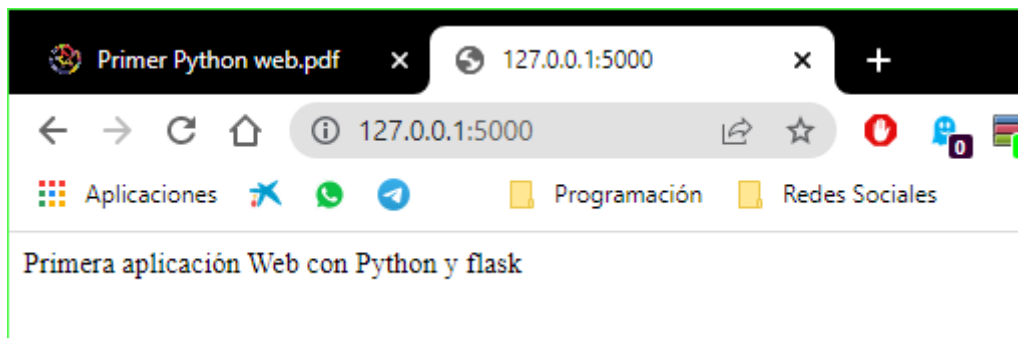 Primer Python web.pdf
127.0.0.1:5000
127.0.0.1:5000
0
Aplicaciones
Programación
Redes Sociales
Primera aplicación Web con Python y flask